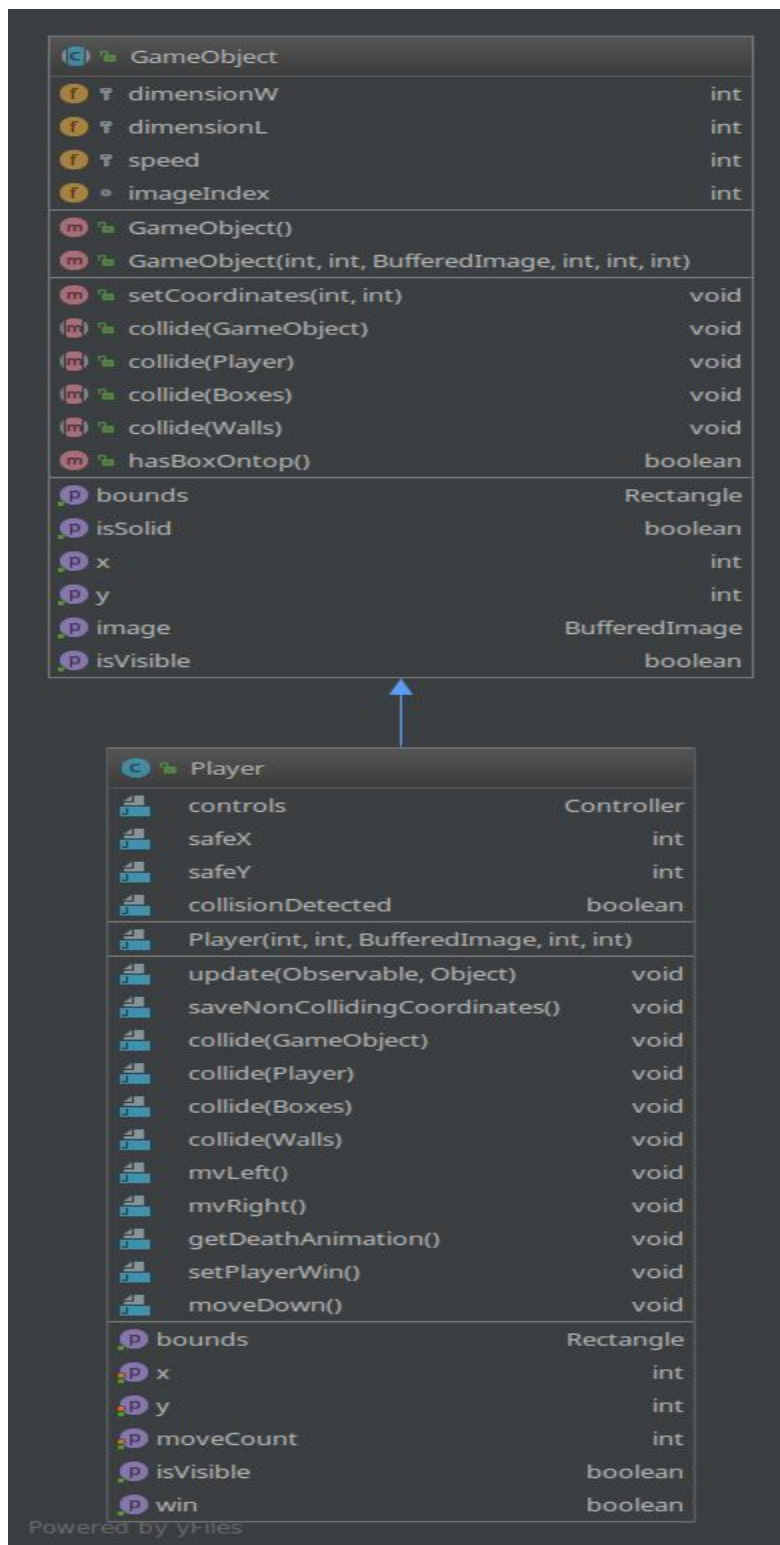 GameObject
dimensionW int
dimensionL int
speed int
imageIndex int
GameObject()
GameObject(int, int, BufferedImage, int, int, int)
setCoordinates(int, int) void
collide(GameObject) void
collide(Player) void
collide(Boxes) void
collide(Walls) void
hasBoxOntop() boolean
bounds Rectangle
isSolid boolean
x int
y int
image BufferedImage
isVisible boolean
Player
controls Controller
safeX int
safeY int
collisionDetected boolean
Player(int, int, BufferedImage, int, int)
update(Observable, Object) void
saveNonCollidingCoordinates() void
collide(GameObject) void
collide(Player) void
collide(Boxes) void
collide(Walls) void
mvLeft() void
mvRight() void
getDeathAnimation() void
setPlayerWin() void
moveDown() void
bounds Rectangle
x int
y int
moveCount int
isVisible boolean
win boolean
Powered by yFiles